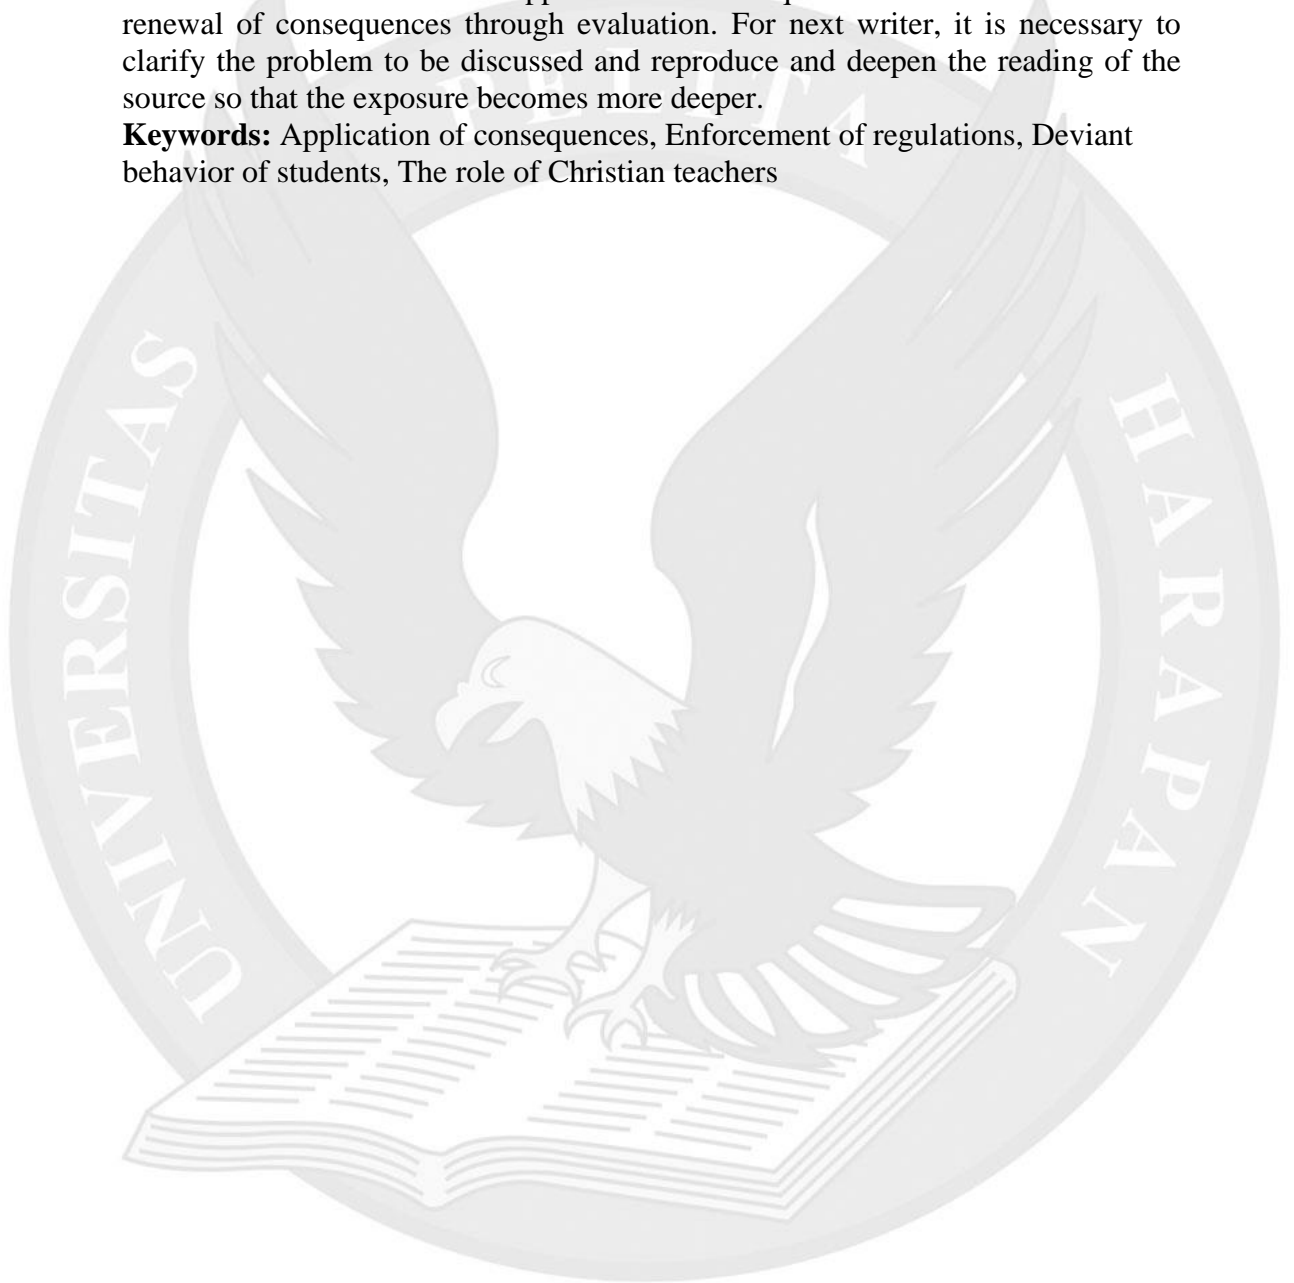 renewal of consequences through evaluation. For next writer, it is necessary to
clarify the problem to be discussed and reproduce and deepen the reading of the
source so that the exposure becomes more deeper.
Keywords: Application of consequences, Enforcement of regulations, Deviant
behavior of students, The role of Christian teachers
UNIVERSITAS
PELITA
HARAPAN